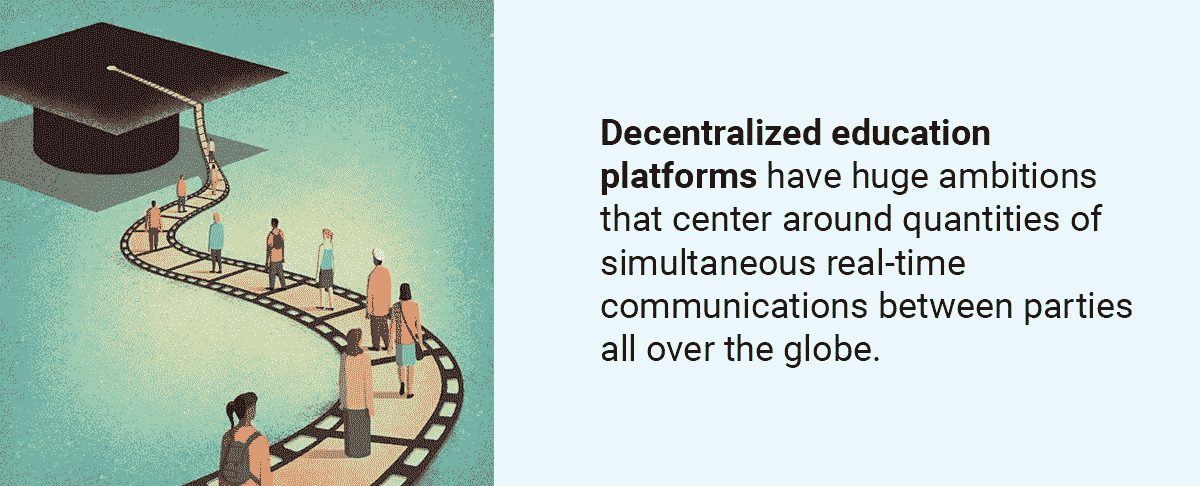 Decentralized education
platforms have huge ambitions
that center around quantities of
simultaneous real-time
communications between parties
all over the globe.